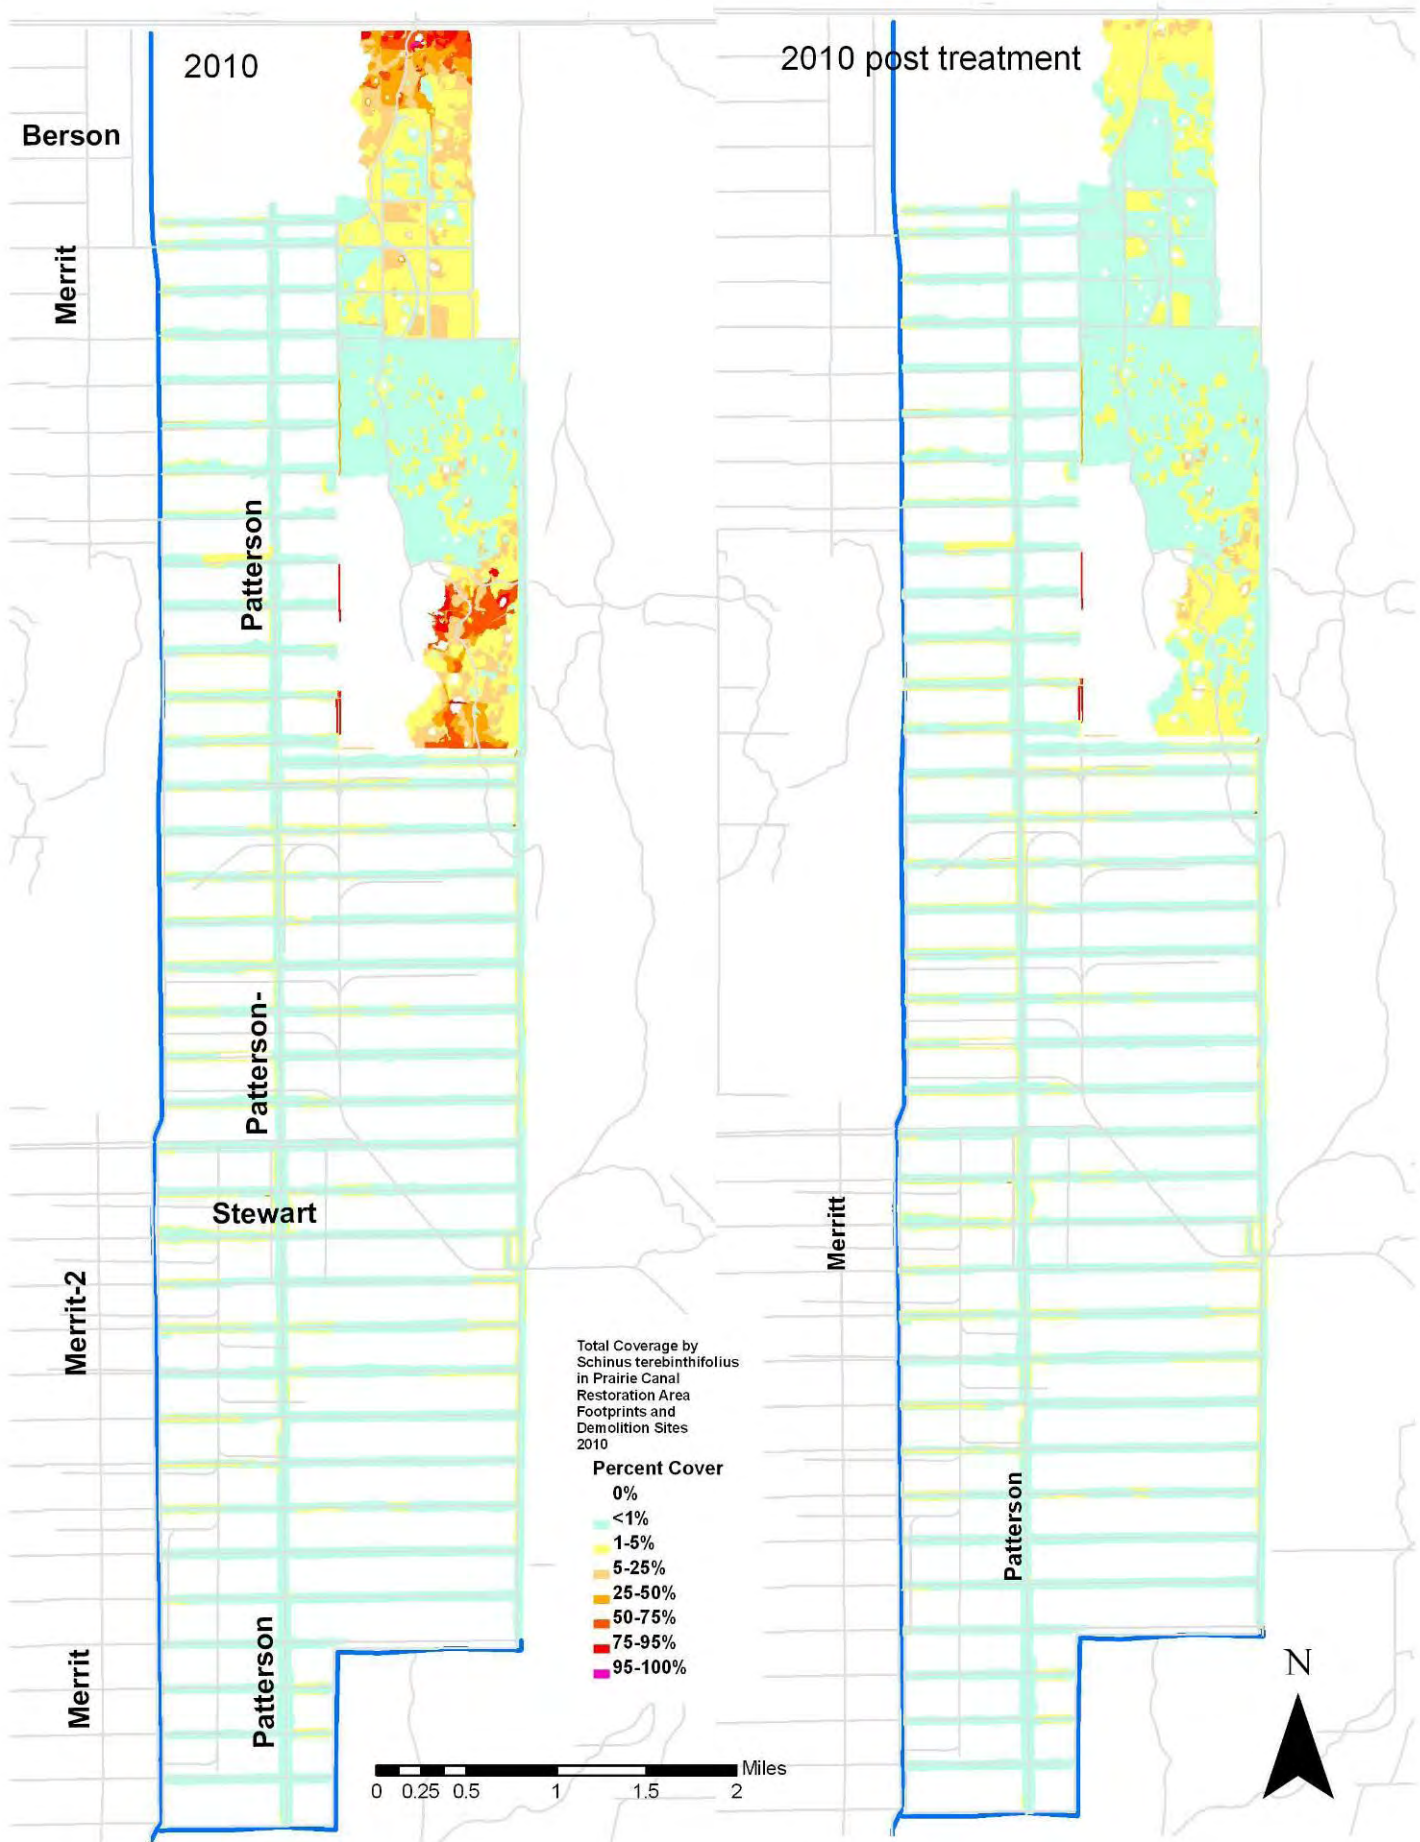 2010
2010 post treatment
Berson
Merrit
Patterson
Patterson-
Stewart
Merrit-2
Merritt
Total Coverage by
Schinus terebinthifolius
in Prairie Canal
Restoration Area
Footprints and
Demolition Sites
2010
Percent Cover
0%
<1%
1-5%
5-25%
25-50%
50-75%
75-95%
95-100%
Patterson
Merrit
Patterson
N
Miles
0 0.25 0.5 1 1.5 2